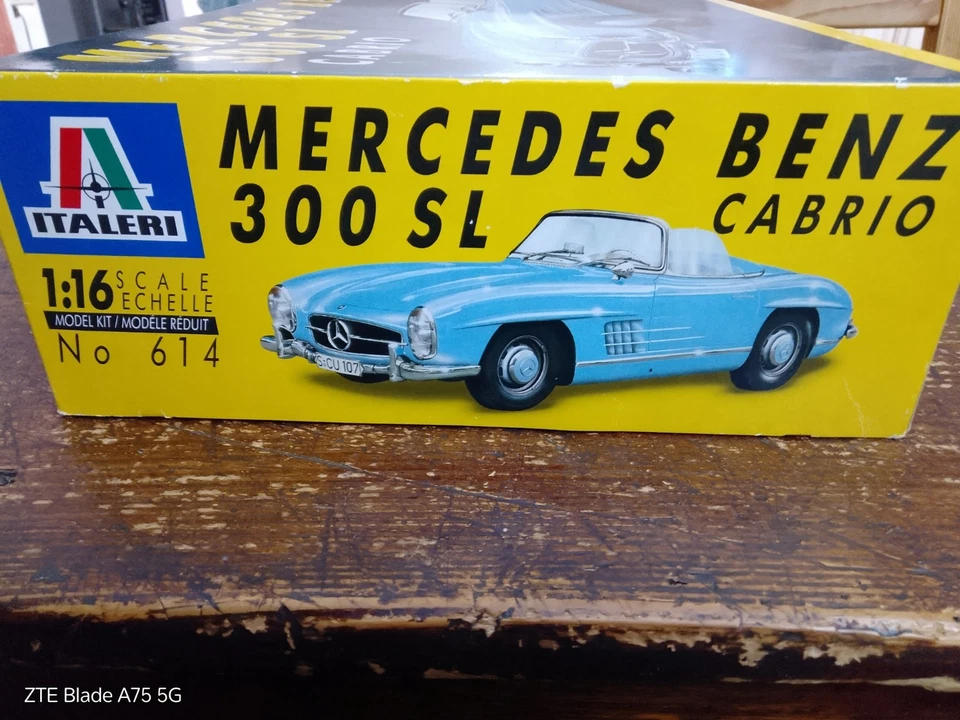 MERCEDES BENZ
300 SL CABRIO
ITALERI
1:16 SCALE
ECHELLE
MODEL KIT / MODÈLE RÉDUIT
No 614
S-CU 107
ZTE Blade A75 5G